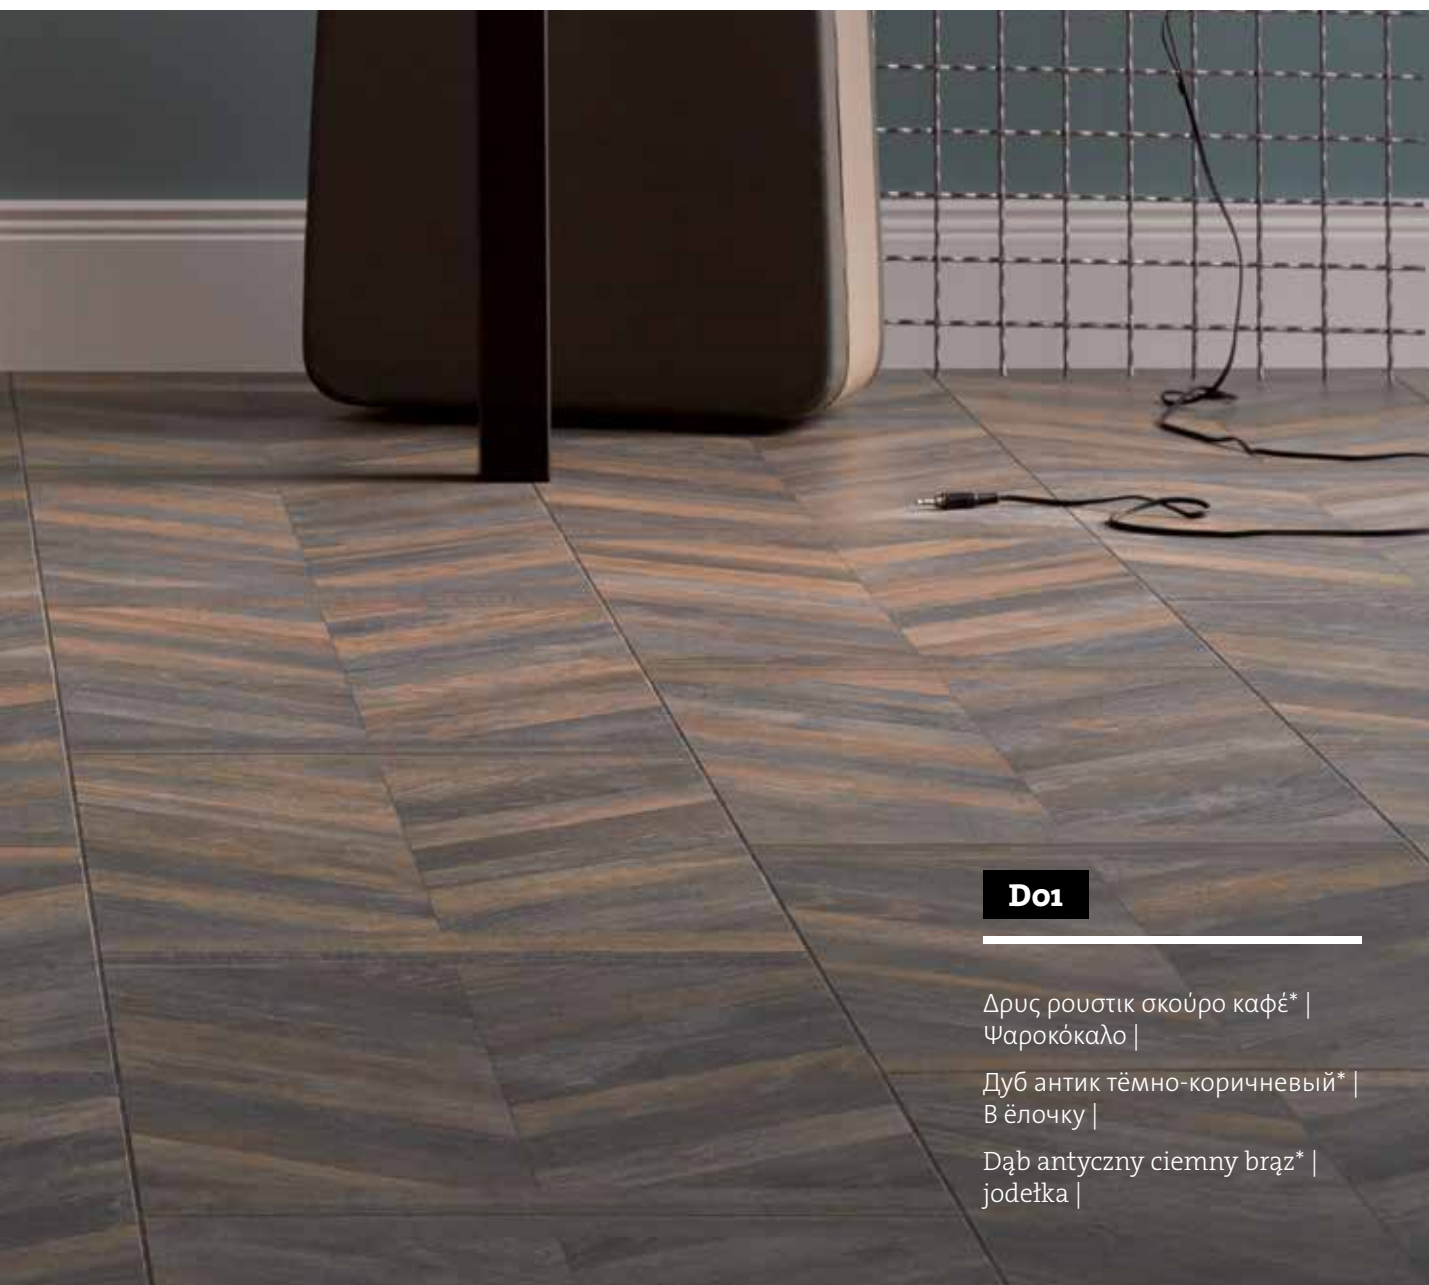 D01
Δρυς ρουστικ σκούρο καφέ* |
Ψαροκόκαλο |
Дуб антик тёмно-коричневый* |
В ёлочку |
Dąb antyczny ciemny brąz* |
jodełka |